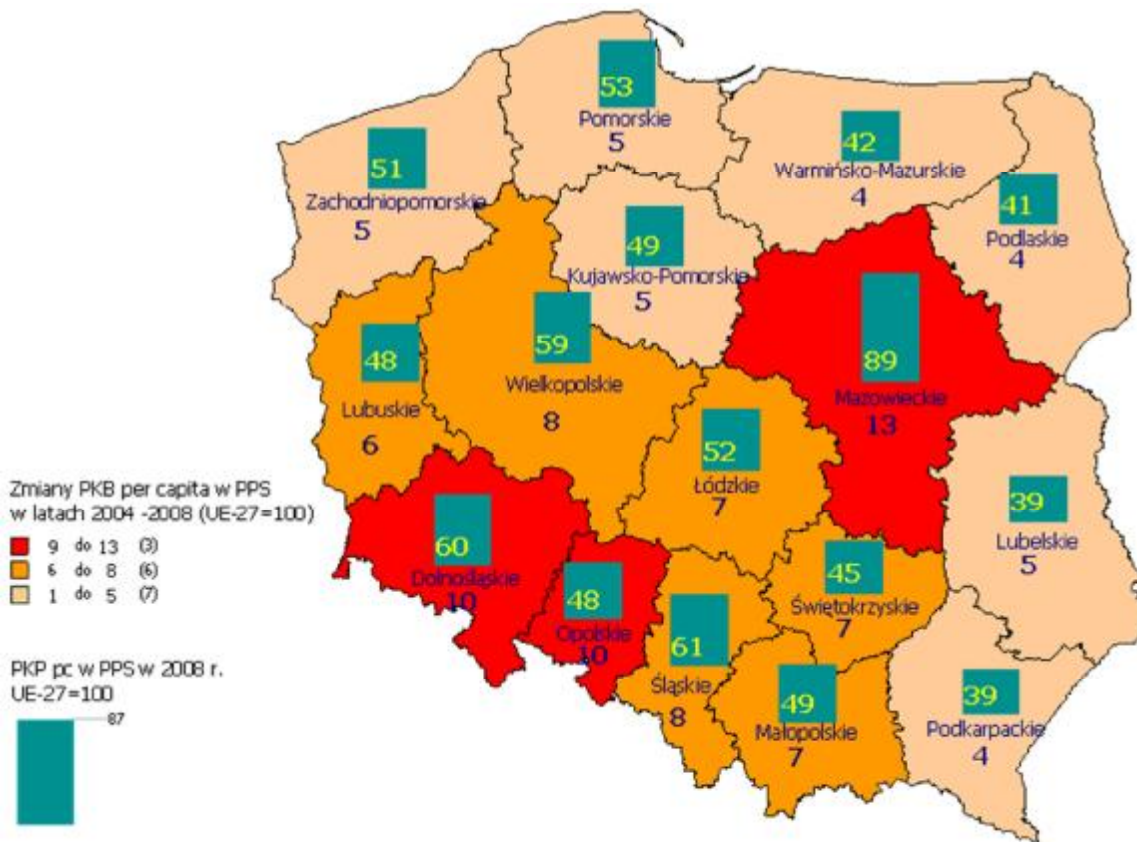 53
Pomorskie
5
42
Warmińsko-Mazurskie
4
51
Zachodniopomorskie
5
41
Podlaskie
4
49
Kujawsko-Pomorskie
5
59
Wielkopolskie
8
48
Lubuskie
6
89
Mazowieckie
13
52
Łódzkie
7
39
Lubelskie
5
60
Dolnośląskie
10
48
Opolskie
10
45
Świętokrzyskie
7
61
Śląskie
8
49
Małopolskie
7
39
Podkarpackie
4
Zmiany PKB per capita w PPS
w latach 2004 -2008 (UE-27=100)
9 do 13 (3)
6 do 8 (6)
1 do 5 (7)
PKP pc w PPS w 2008 r.
UE-27=100
87